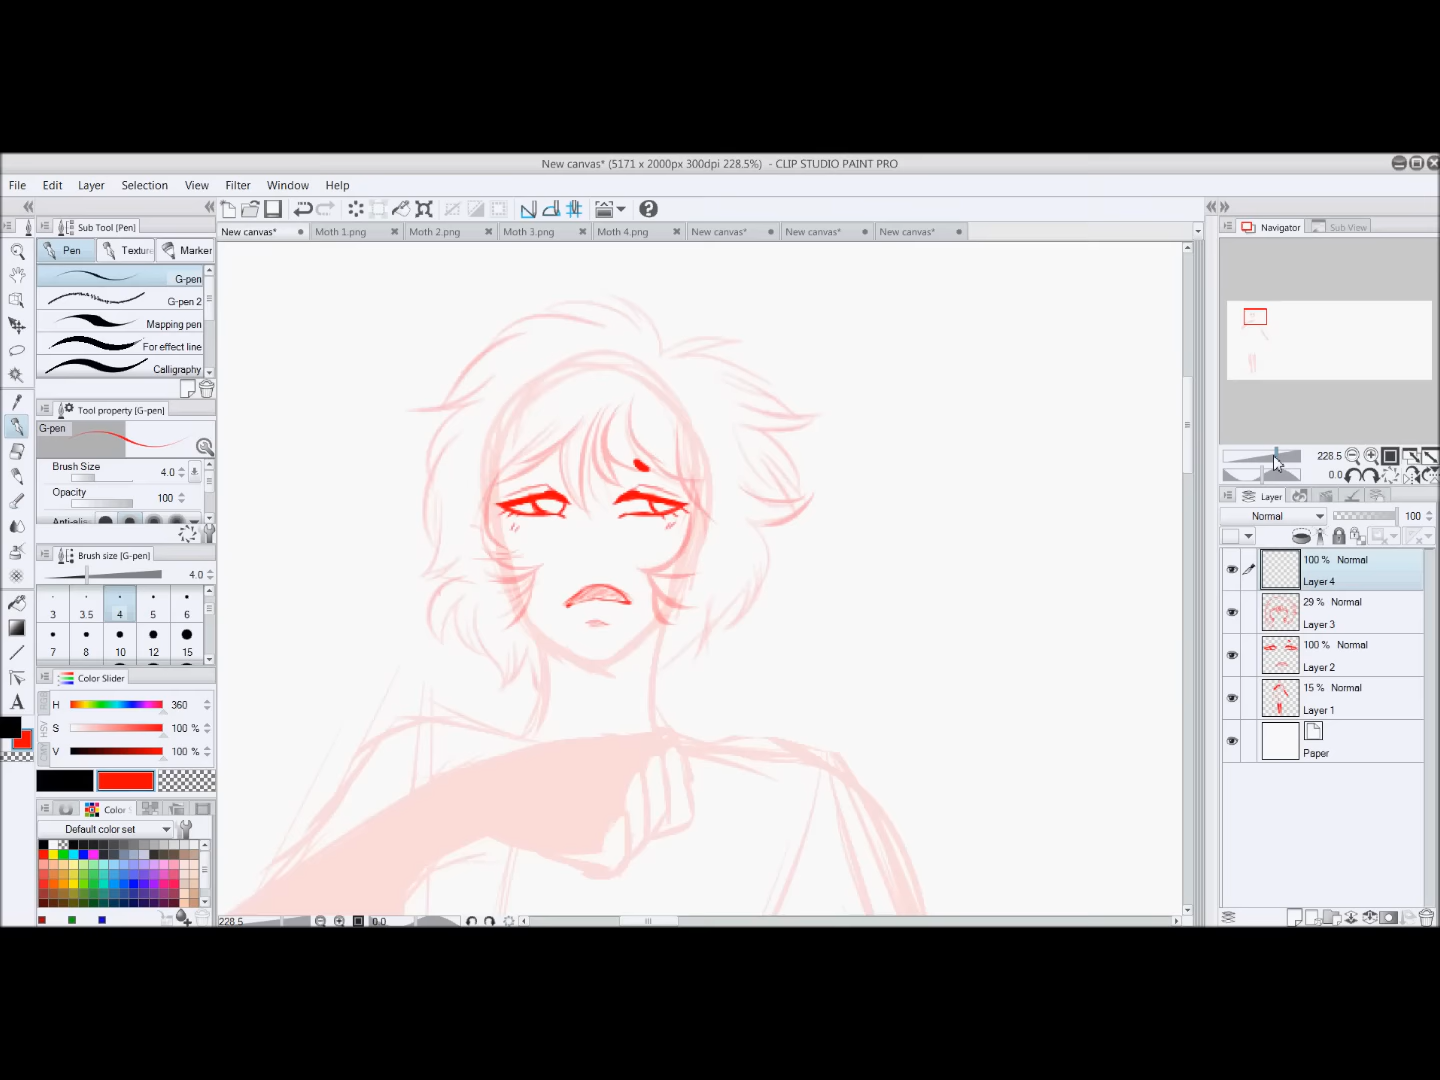 New canvas* (5171 x 2000px 300dpi 228.5%) - CLIP STUDIO PAINT PRO
File Edit Layer Selection View Filter Window Help
Sub Tool [Pen]
New canvas* Moth 1.png Moth 2.png Moth 3.png Moth 4.png New canvas* New canvas* New canvas*
Navigator Sub View
Pen Texture Marker
G-pen
G-pen 2
Mapping pen
For effect line
Calligraphy
Tool property [G-pen]
G-pen
Brush Size 4.0
Opacity 100
Brush size [G-pen]
4.0
3 3.5 4 5 6
7 8 10 12 15
Color Slider
H 360
S 100 %
V 100 %
HSV
A
Color
Default color set
228.5
0.0
228.5
0.0
Layer
Normal 100
100 % Normal
Layer 4
29 % Normal
Layer 3
100 % Normal
Layer 2
15 % Normal
Layer 1
Paper